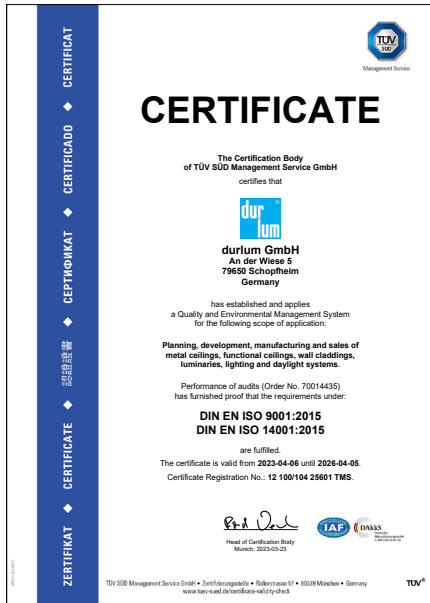 TÜV
SÜD
Management Service
CERTIFICATE
The Certification Body
of TÜV SÜD Management Service GmbH
certifies that
dur
lum
durlum GmbH
An der Wiese 5
79650 Schopfheim
Germany
has established and applies
a Quality and Environmental Management System
for the following scope of application:
Planning, development, manufacturing and sales of
metal ceilings, functional ceilings, wall claddings,
luminaries, lighting and daylight systems.
Performance of audits (Order No. 70014435)
has furnished proof that the requirements under:
DIN EN ISO 9001:2015
DIN EN ISO 14001:2015
are fulfilled.
The certificate is valid from 2023-04-06 until 2026-04-05.
Certificate Registration No.: 12 100/104 25601 TMS.
Head of Certification Body
Munich, 2023-03-23
IAF
DAkkS
Deutsche
Akkreditierungsstelle
TÜV SÜD Management Service GmbH • Zertifizierungsstelle • Ridlerstrasse 57 • 80339 München • Germany
www.tuev-sued.de/certificate-validity-check
TÜV®
ZERTIFIKAT ◆ CERTIFICATE ◆ 認證證書 ◆ СЕРТИФИКАТ ◆ CERTIFICADO ◆ CERTIFICAT